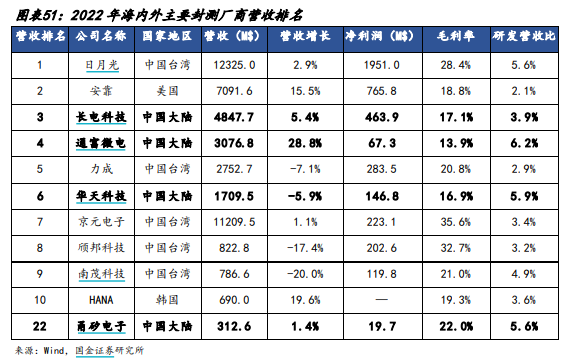 图表51：2022 年海内外主要封测厂商营收排名
营收排名 公司名称 国家地区 营收（M$） 营收增长 净利润（M$） 毛利率 研发营收比
1 日月光 中国台湾 12325.0 2.9% 1951.0 28.4% 5.6%
2 安靠 美国 7091.6 15.5% 765.8 18.8% 2.1%
3 长电科技 中国大陆 4847.7 5.4% 463.9 17.1% 3.9%
4 通富微电 中国大陆 3076.8 28.8% 67.3 13.9% 6.2%
5 力成 中国台湾 2752.7 -7.1% 283.5 20.8% 2.9%
6 华天科技 中国大陆 1709.5 -5.9% 146.8 16.9% 5.9%
7 京元电子 中国台湾 11209.5 1.1% 223.1 35.6% 3.4%
8 颀邦科技 中国台湾 822.8 -17.4% 202.6 32.7% 3.2%
9 南茂科技 中国台湾 786.6 -20.0% 119.8 21.0% 4.9%
10 HANA 韩国 690.0 19.6% — 19.3% 3.6%
22 甬矽电子 中国大陆 312.6 1.4% 19.7 22.0% 5.6%
来源：Wind，国金证券研究所